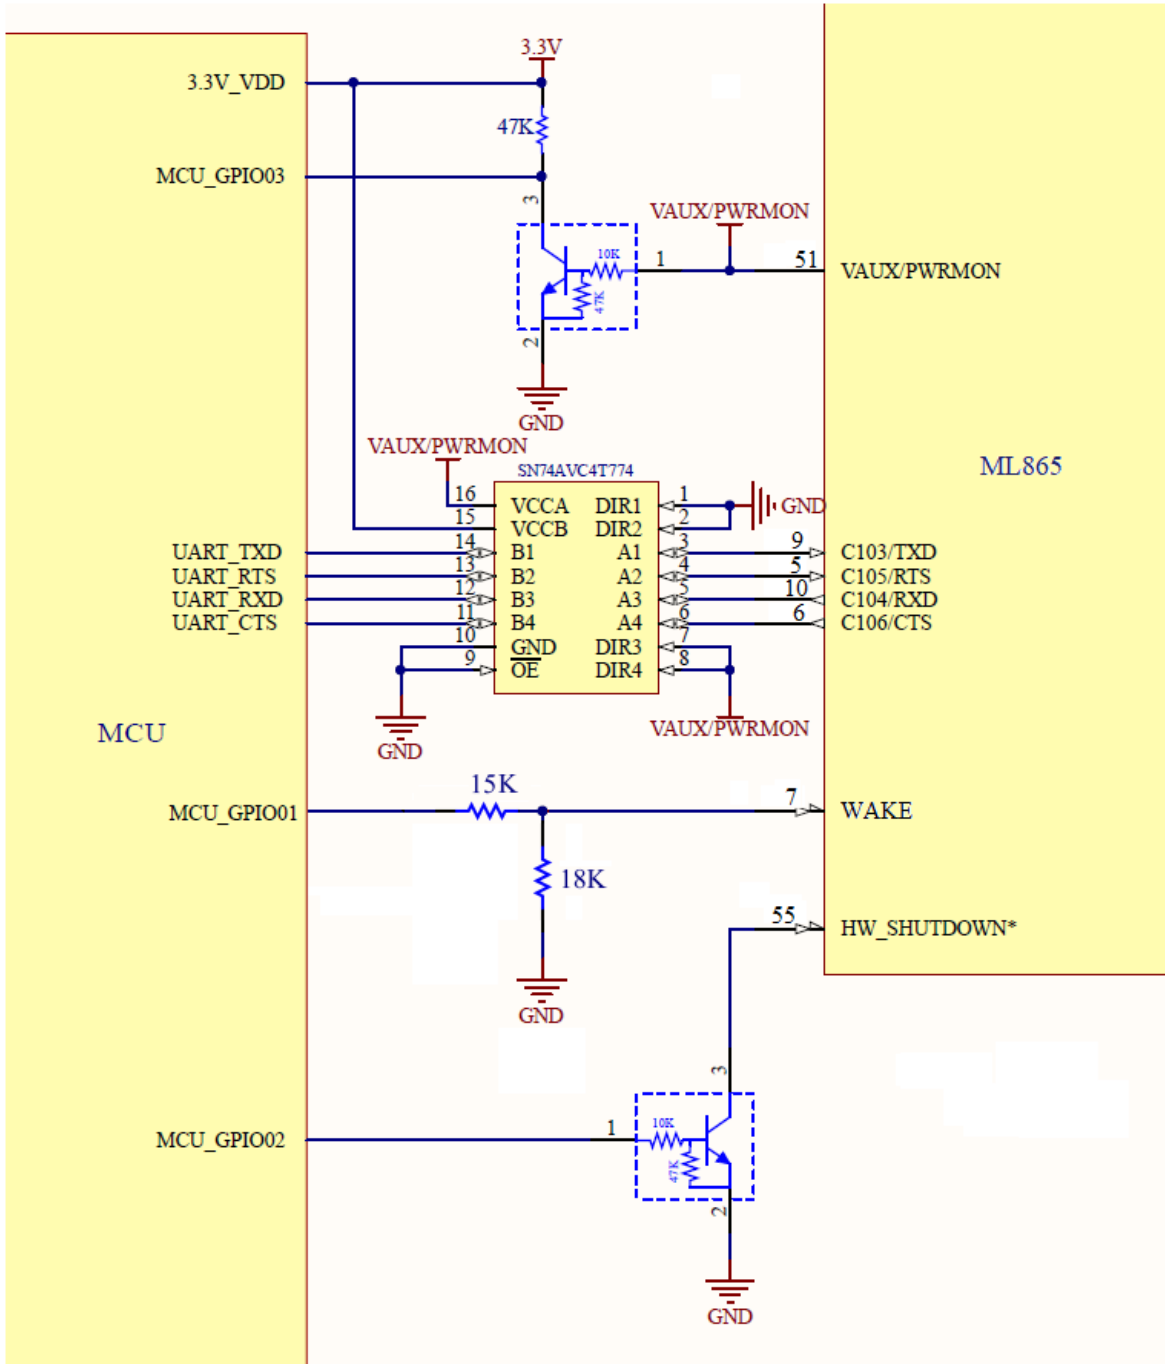 3.3V
3.3V_VDD
47K
MCU_GPIO03
3
VAUX/PWRMON
10K
1
51
VAUX/PWRMON
47K
2
GND
VAUX/PWRMON
SN74AVC4T774
ML865
16 VCCA DIR1 1
GND
15 VCCB DIR2 2
UART_TXD 14 B1 A1 3 9 C103/TXD
UART_RTS 13 B2 A2 4 5 C105/RTS
UART_RXD 12 B3 A3 5 10 C104/RXD
UART_CTS 11 B4 A4 6 6 C106/CTS
10 GND DIR3 7
9 OE DIR4 8
VAUX/PWRMON
MCU
GND
15K
MCU_GPIO01
7
WAKE
18K
55
HW_SHUTDOWN*
GND
3
MCU_GPIO02
1
10K
47K
2
GND